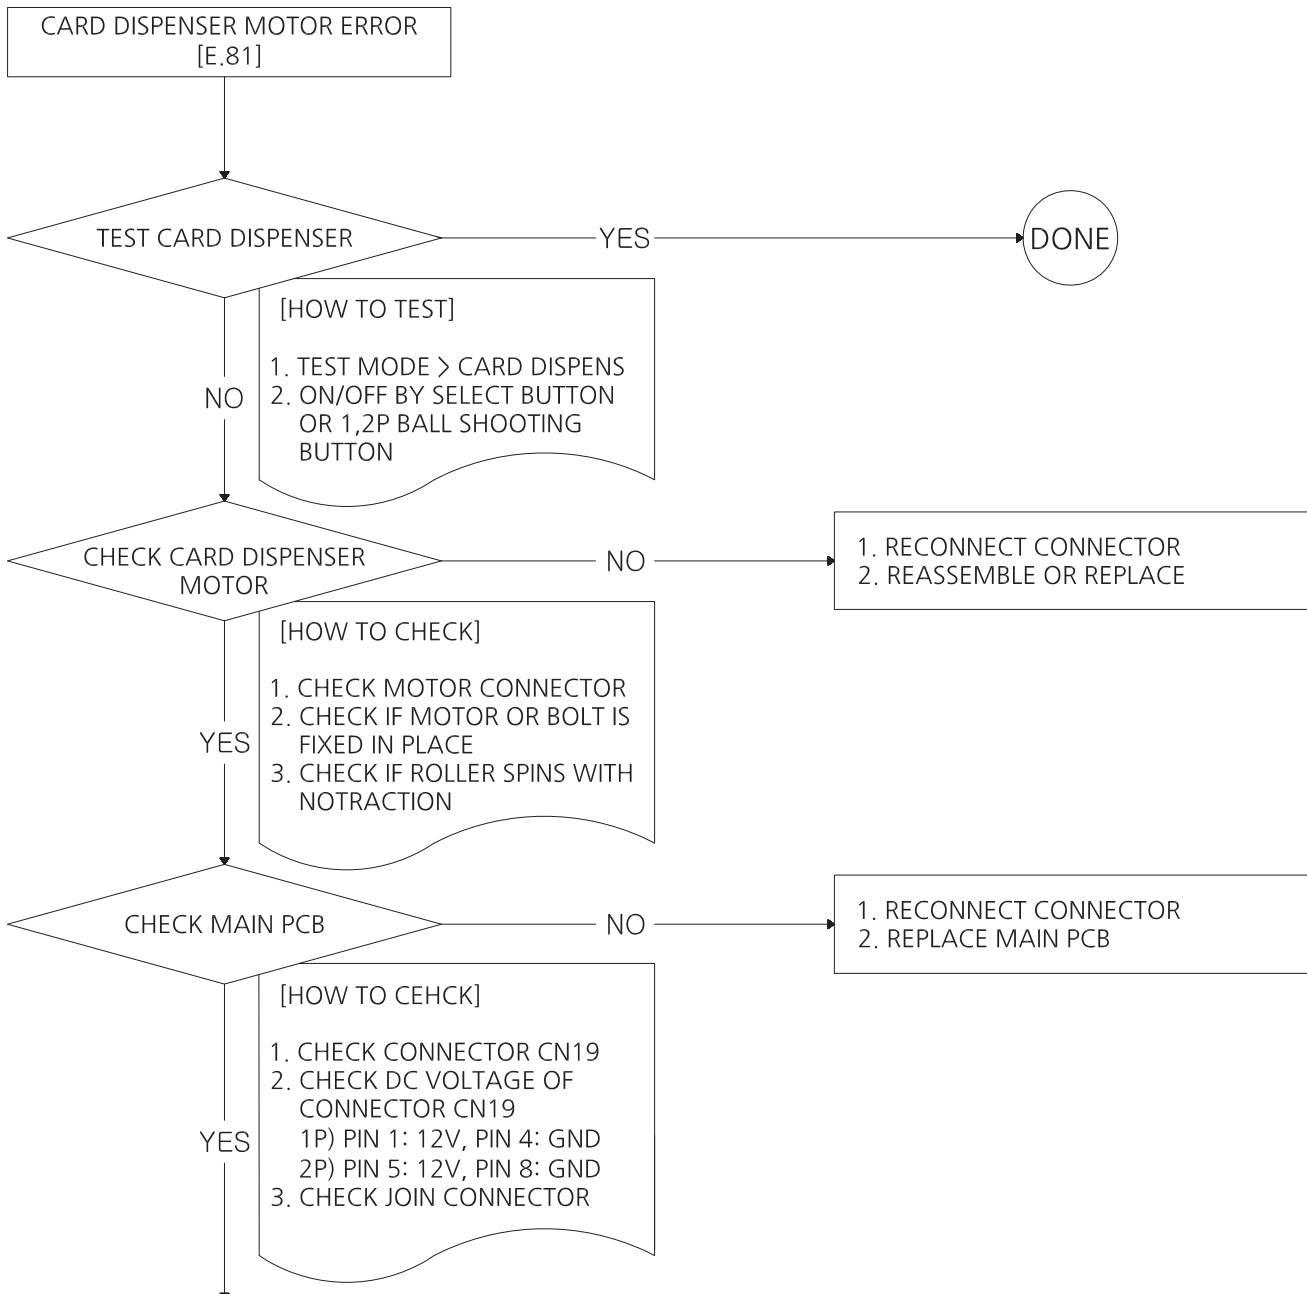 CARD DISPENSER MOTOR ERROR
[E.81]
TEST CARD DISPENSER
YES
DONE
[HOW TO TEST]
1. TEST MODE > CARD DISPENS
2. ON/OFF BY SELECT BUTTON
OR 1,2P BALL SHOOTING
BUTTON
NO
CHECK CARD DISPENSER
MOTOR
NO
1. RECONNECT CONNECTOR
2. REASSEMBLE OR REPLACE
[HOW TO CHECK]
1. CHECK MOTOR CONNECTOR
2. CHECK IF MOTOR OR BOLT IS
FIXED IN PLACE
3. CHECK IF ROLLER SPINS WITH
NOTRACTION
YES
CHECK MAIN PCB
NO
1. RECONNECT CONNECTOR
2. REPLACE MAIN PCB
[HOW TO CEHCK]
1. CHECK CONNECTOR CN19
2. CHECK DC VOLTAGE OF
CONNECTOR CN19
1P) PIN 1: 12V, PIN 4: GND
2P) PIN 5: 12V, PIN 8: GND
3. CHECK JOIN CONNECTOR
YES